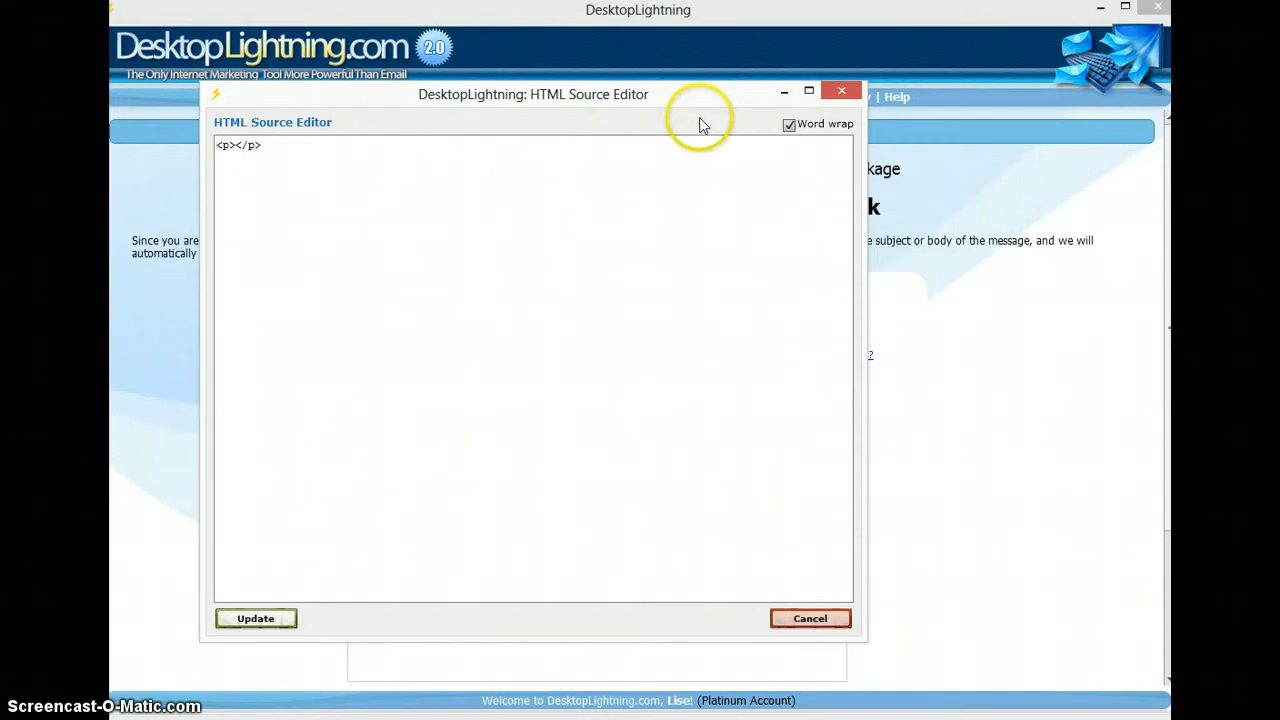 DesktopLightning
DesktopLightning.com 2.0
The Only Internet Marketing Tool More Powerful Than Email
DesktopLightning: HTML Source Editor
| Help
HTML Source Editor
Word wrap
<p></p>
kage
k
Since you are
e subject or body of the message, and we will
automatically
?
Update
Cancel
Welcome to DesktopLightning.com, Lise! (Platinum Account)
Screencast-O-Matic.com